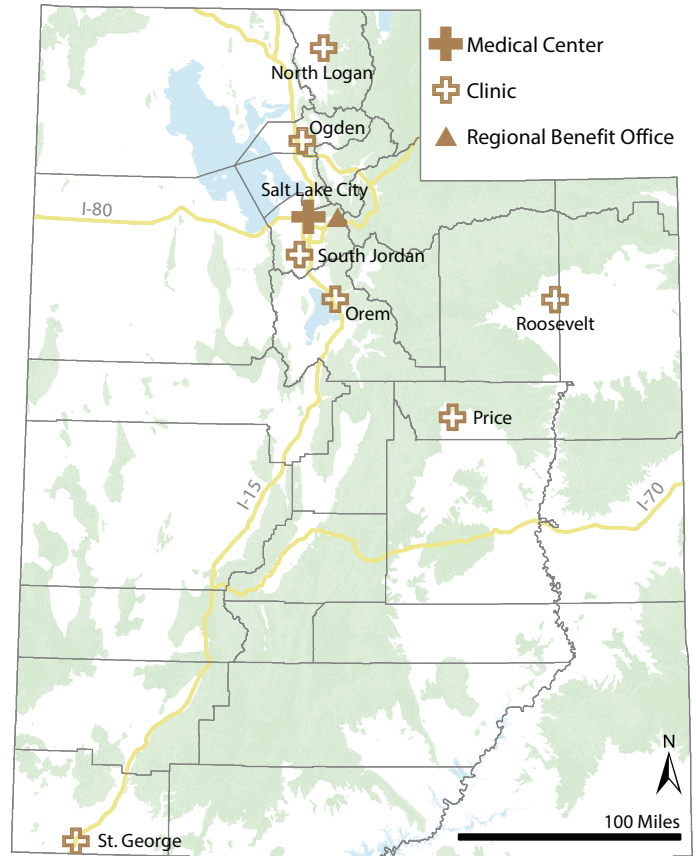 Medical Center
Clinic
Regional Benefit Office
North Logan
Ogden
Salt Lake City
I-80
South Jordan
Orem
Roosevelt
Price
I-15
I-70
N
100 Miles
St. George